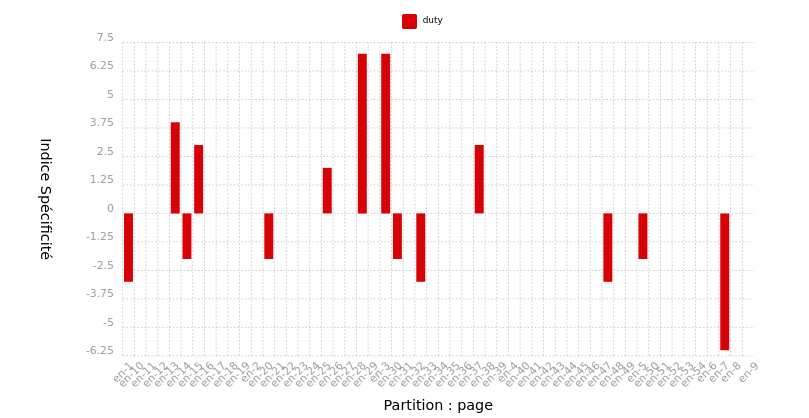 duty
7.5
6.25
5
3.75
2.5
1.25
0
-1.25
-2.5
-3.75
-5
-6.25
Indice Spécificité
en-1
en-10
en-11
en-12
en-13
en-14
en-15
en-16
en-17
en-18
en-19
en-2
en-20
en-21
en-22
en-23
en-24
en-25
en-26
en-27
en-28
en-29
en-3
en-30
en-31
en-32
en-33
en-34
en-35
en-36
en-37
en-38
en-39
en-4
en-40
en-41
en-42
en-43
en-44
en-45
en-46
en-47
en-48
en-49
en-5
en-50
en-51
en-52
en-53
en-54
en-6
en-7
en-8
en-9
Partition : page